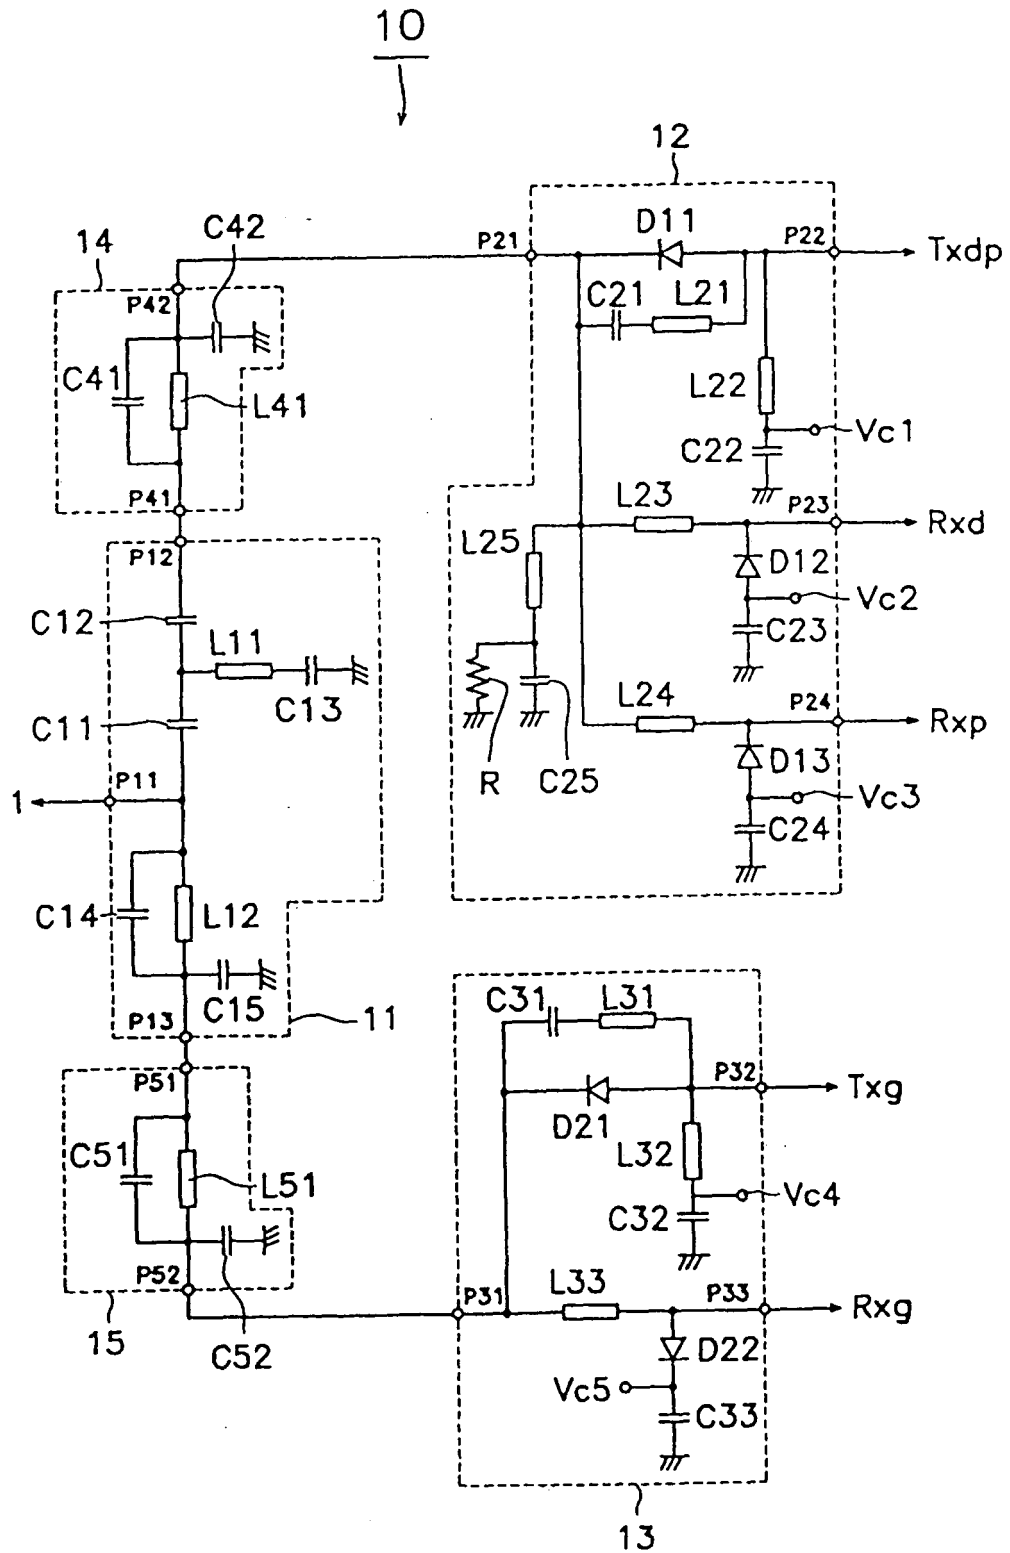 10
12
14
C42
P21
D11
P22
Txdp
P42
C21
L21
C41
L41
L22
C22
Vc1
P41
L23
P23
Rxd
P12
L25
D12
Vc2
C12
L11
C23
C13
C11
L24
P24
Rxp
R
C25
D13
P11
1
Vc3
C24
C14
L12
C15
P13
11
C31
L31
P51
P32
Txg
D21
C51
L51
L32
Vc4
C32
P52
L33
P31
P33
Rxg
15
C52
D22
Vc5
C33
13